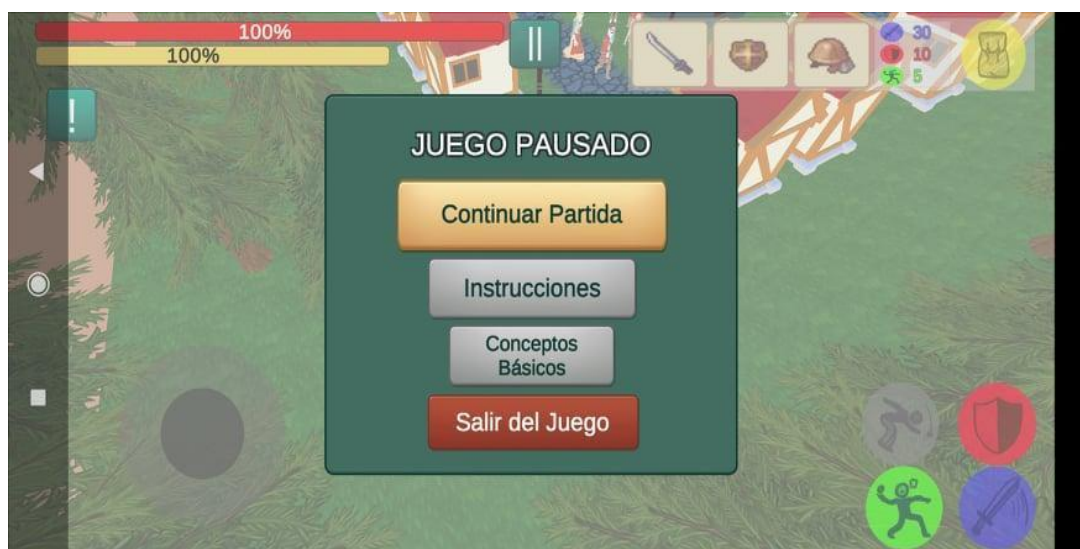 100%
100%
30
10
5
!
JUEGO PAUSADO
Continuar Partida
Instrucciones
Conceptos
Básicos
Salir del Juego